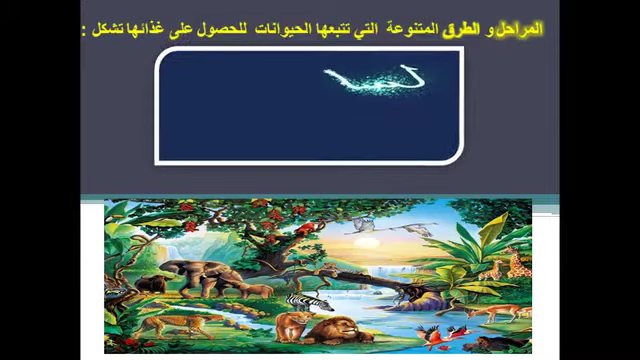 المراحل و الطرق المتنوعة التي تتبعها الحيوانات للحصول على غذائها تشكل :